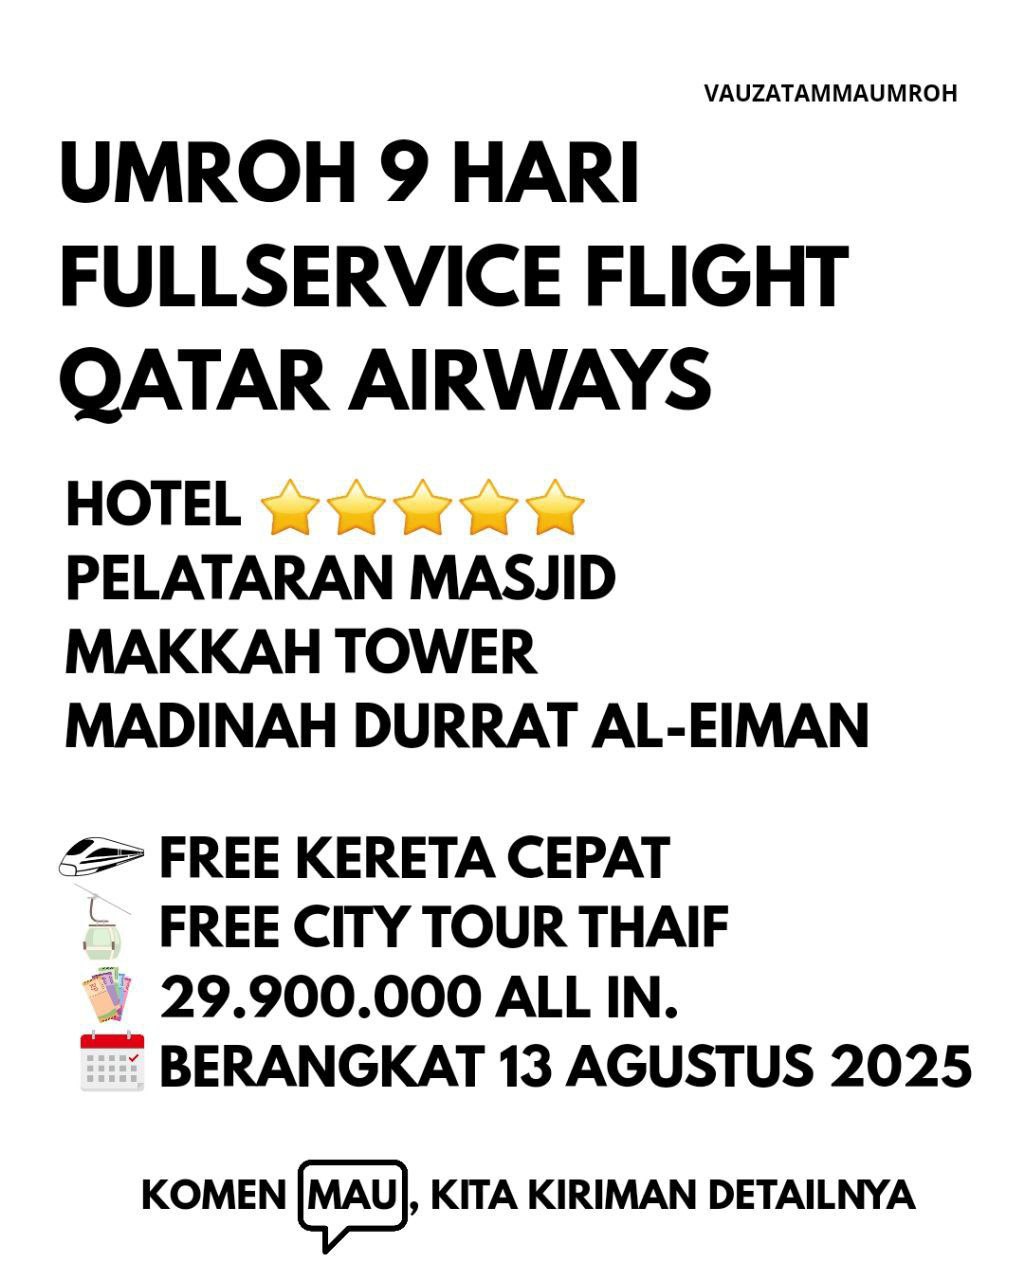 VAUZATAMMAUMROH
UMROH 9 HARI
FULLSERVICE FLIGHT
QATAR AIRWAYS
HOTEL ⭐⭐⭐⭐⭐
PELATARAN MASJID
MAKKAH TOWER
MADINAH DURRAT AL-EIMAN
FREE KERETA CEPAT
FREE CITY TOUR THAIF
29.900.000 ALL IN.
BERANGKAT 13 AGUSTUS 2025
KOMEN MAU, KITA KIRIMAN DETAILNYA